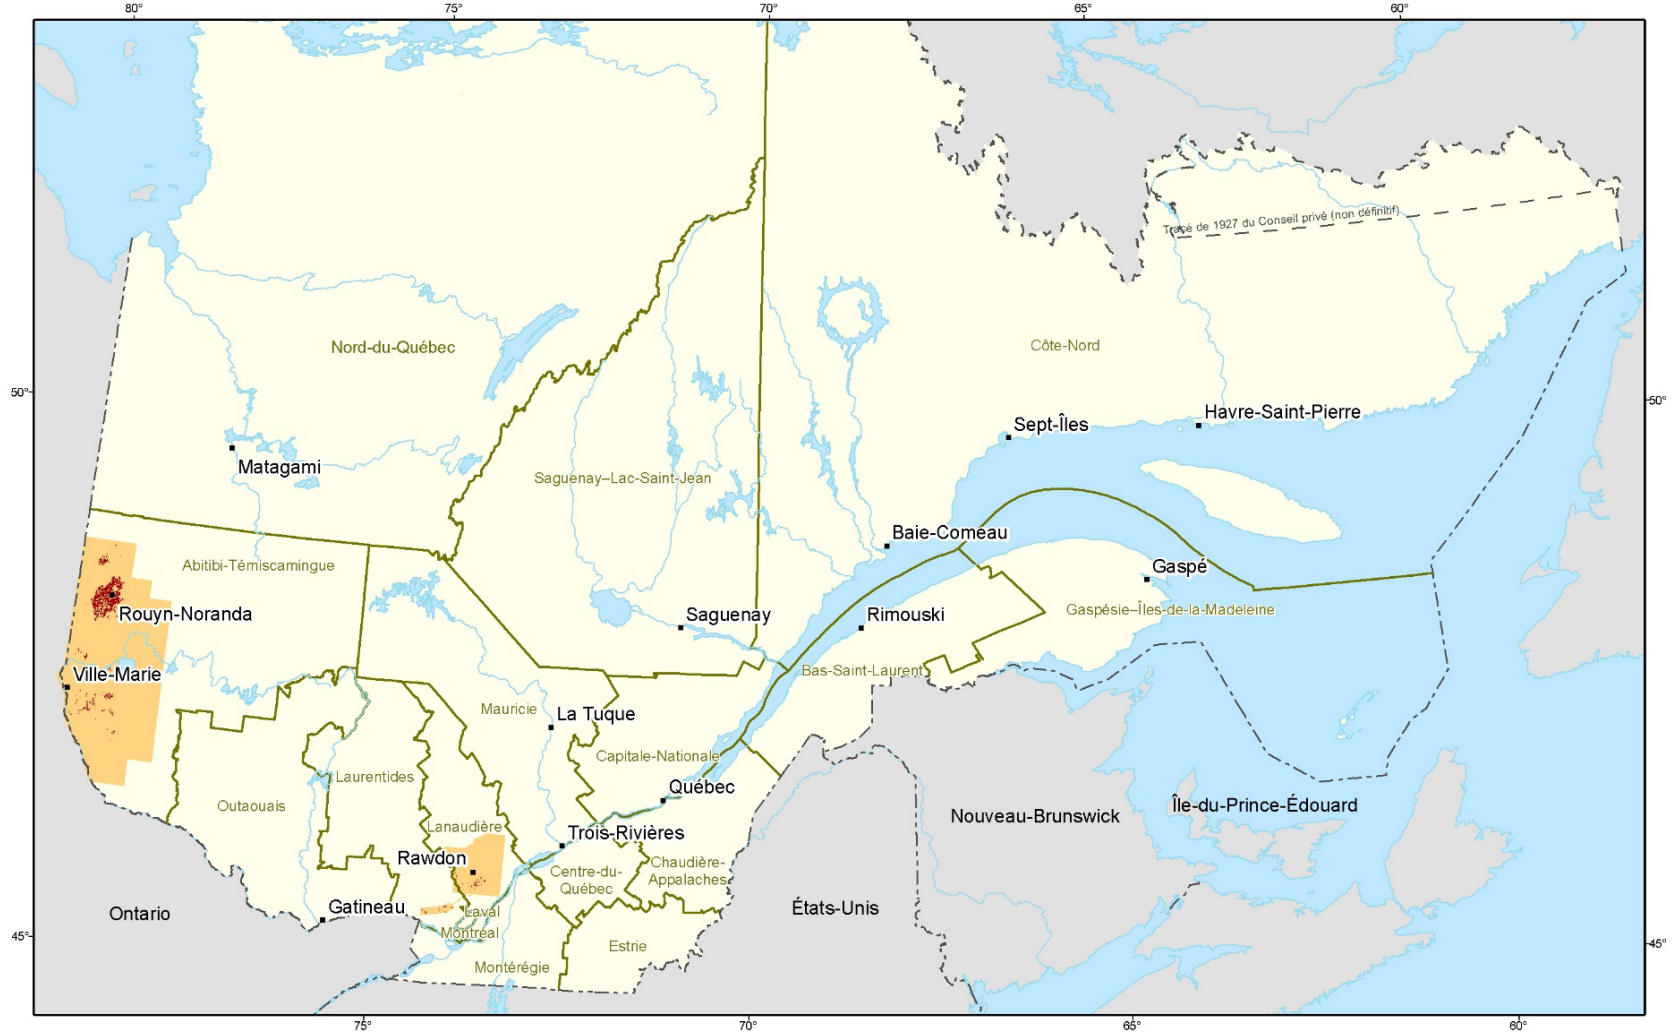 80°
75°
70°
65°
60°
Tracé de 1927 du Conseil privé (non définitif)
Nord-du-Québec
Côte-Nord
50°
50°
Havre-Saint-Pierre
Sept-Îles
Matagami
Saguenay–Lac-Saint-Jean
Baie-Comeau
Abitibi-Témiscamingue
Gaspé
Rouyn-Noranda
Saguenay
Rimouski
Gaspésie–Îles-de-la-Madeleine
Ville-Marie
Bas-Saint-Laurent
Mauricie
La Tuque
Capitale-Nationale
Laurentides
Québec
Outaouais
Île-du-Prince-Édouard
Nouveau-Brunswick
Lanaudière
Trois-Rivières
Rawdon
Chaudière-
Appalaches
Centre-du-
Québec
Gatineau
Ontario
Laval
États-Unis
Montréal
45°
45°
Estrie
Montérégie
75°
70°
65°
60°